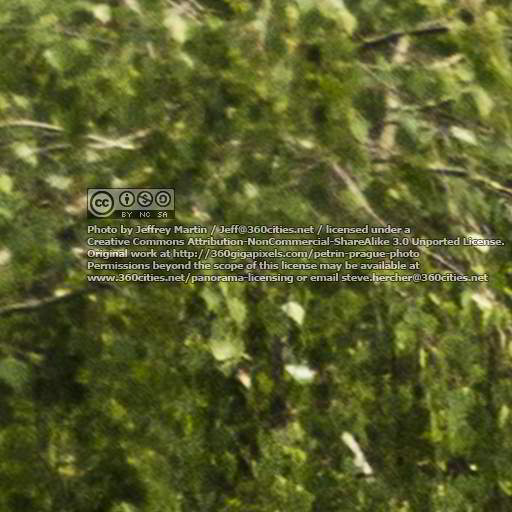 cc BY NC SA
Photo by Jeffrey Martin / Jeff@360cities.net / licensed under a
Creative Commons Attribution-NonCommercial-ShareAlike 3.0 Unported License.
Original work at http://360gigapixels.com/petrin-prague-photo
Permissions beyond the scope of this license may be available at
www.360cities.net/panorama-licensing or email steve.hercher@360cities.net